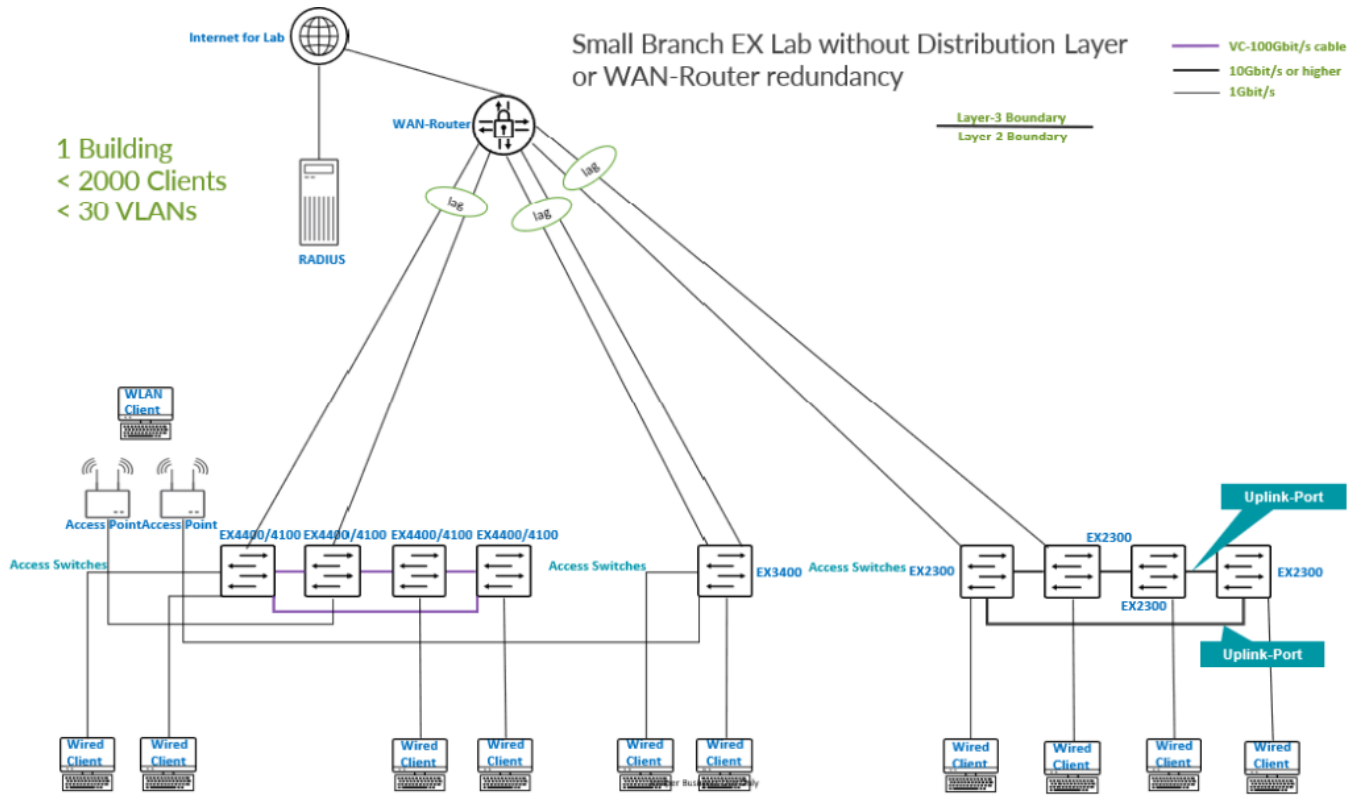 Internet for Lab
Small Branch EX Lab without Distribution Layer
or WAN-Router redundancy
VC-100Gbit/s cable
10Gbit/s or higher
1Gbit/s
Layer-3 Boundary
Layer 2 Boundary
WAN-Router
1 Building
< 2000 Clients
< 30 VLANs
RADIUS
lag
lag
lag
WLAN
Client
Access Point
Access Point
Uplink-Port
EX4400/4100
EX4400/4100
EX4400/4100
EX4400/4100
EX2300
Access Switches
Access Switches
EX3400
Access Switches
EX2300
EX2300
EX2300
Uplink-Port
Wired
Client
Wired
Client
Wired
Client
Wired
Client
Wired
Client
Wired
Client
Wired
Client
Wired
Client
Wired
Client
Wired
Client